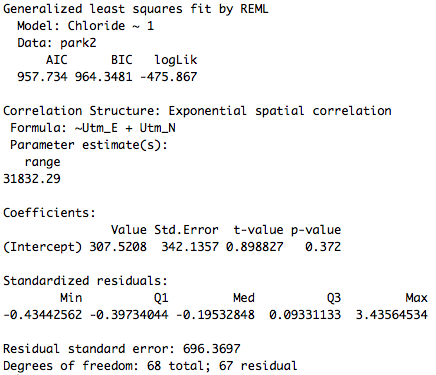 Generalized least squares fit by REML
Model: Chloride ~ 1
Data: park2
AIC BIC logLik
957.734 964.3481 -475.867
Correlation Structure: Exponential spatial correlation
Formula: ~Utm_E + Utm_N
Parameter estimate(s):
range
31832.29
Coefficients:
Value Std.Error t-value p-value
(Intercept) 307.5208 342.1357 0.898827 0.372
Standardized residuals:
Min Q1 Med Q3 Max
-0.43442562 -0.39734044 -0.19532848 0.09331133 3.43564534
Residual standard error: 696.3697
Degrees of freedom: 68 total; 67 residual